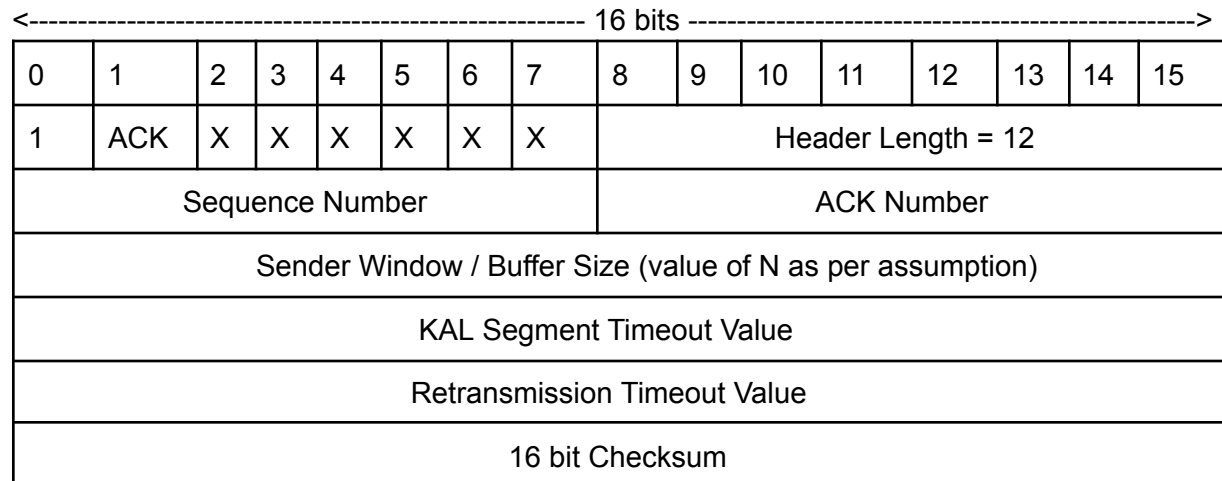 <---------------------------------------------------------- 16 bits ---------------------------------------------------->
0 1 2 3 4 5 6 7 8 9 10 11 12 13 14 15
1 ACK X X X X X X Header Length = 12
Sequence Number ACK Number
Sender Window / Buffer Size (value of N as per assumption)
KAL Segment Timeout Value
Retransmission Timeout Value
16 bit Checksum